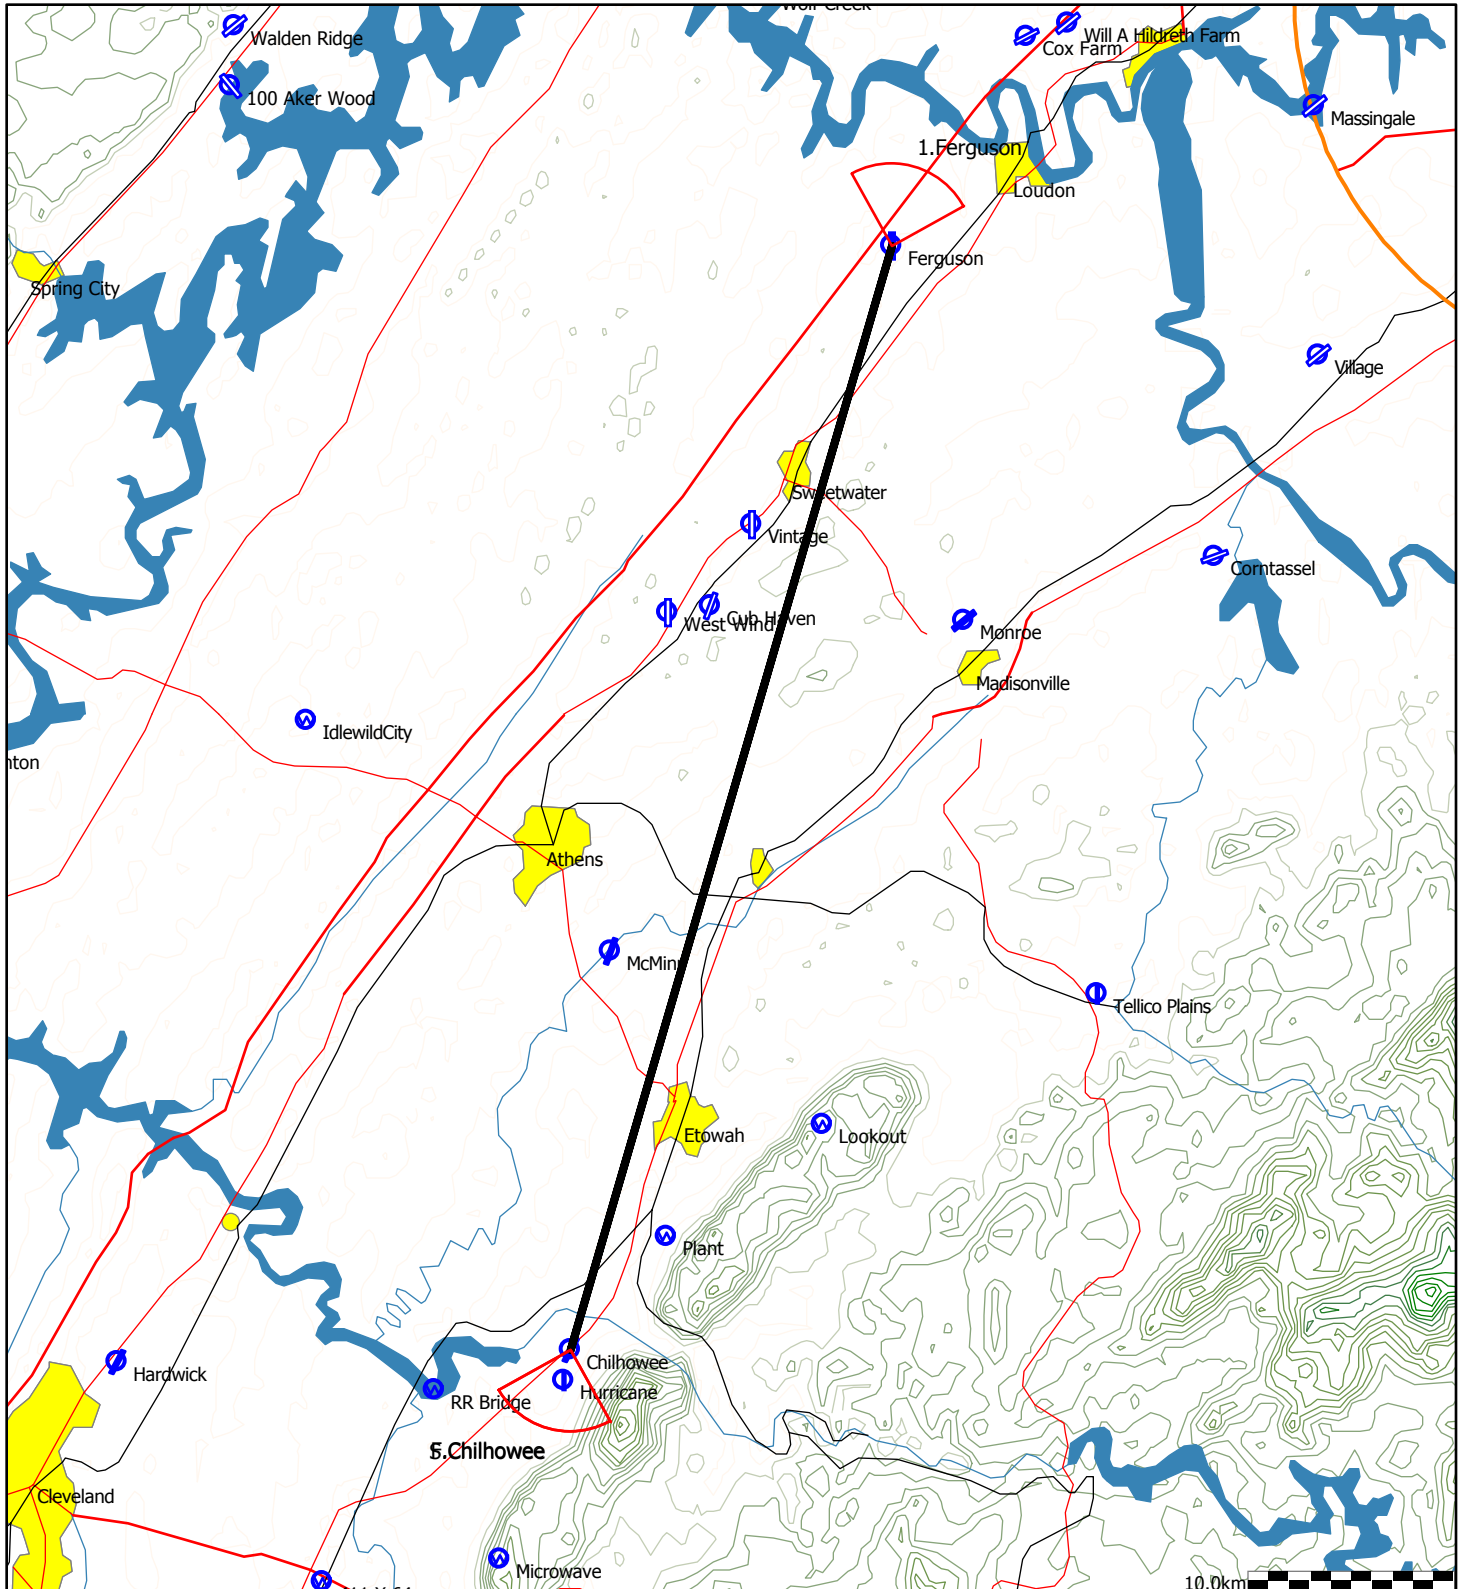 Walden Ridge
Will A Hildreth Farm
Cox Farm
100 Aker Wood
Massingale
1.Ferguson
Loudon
Ferguson
Spring City
Village
Sweetwater
Vintage
Corntassel
Cub Haven
West Wind
Monroe
Madisonville
IdlewildCity
Athens
Tellico Plains
Lookout
Etowah
Plant
Chilhowee
Hardwick
Hurricane
RR Bridge
Cleveland
Microwave
10.0km